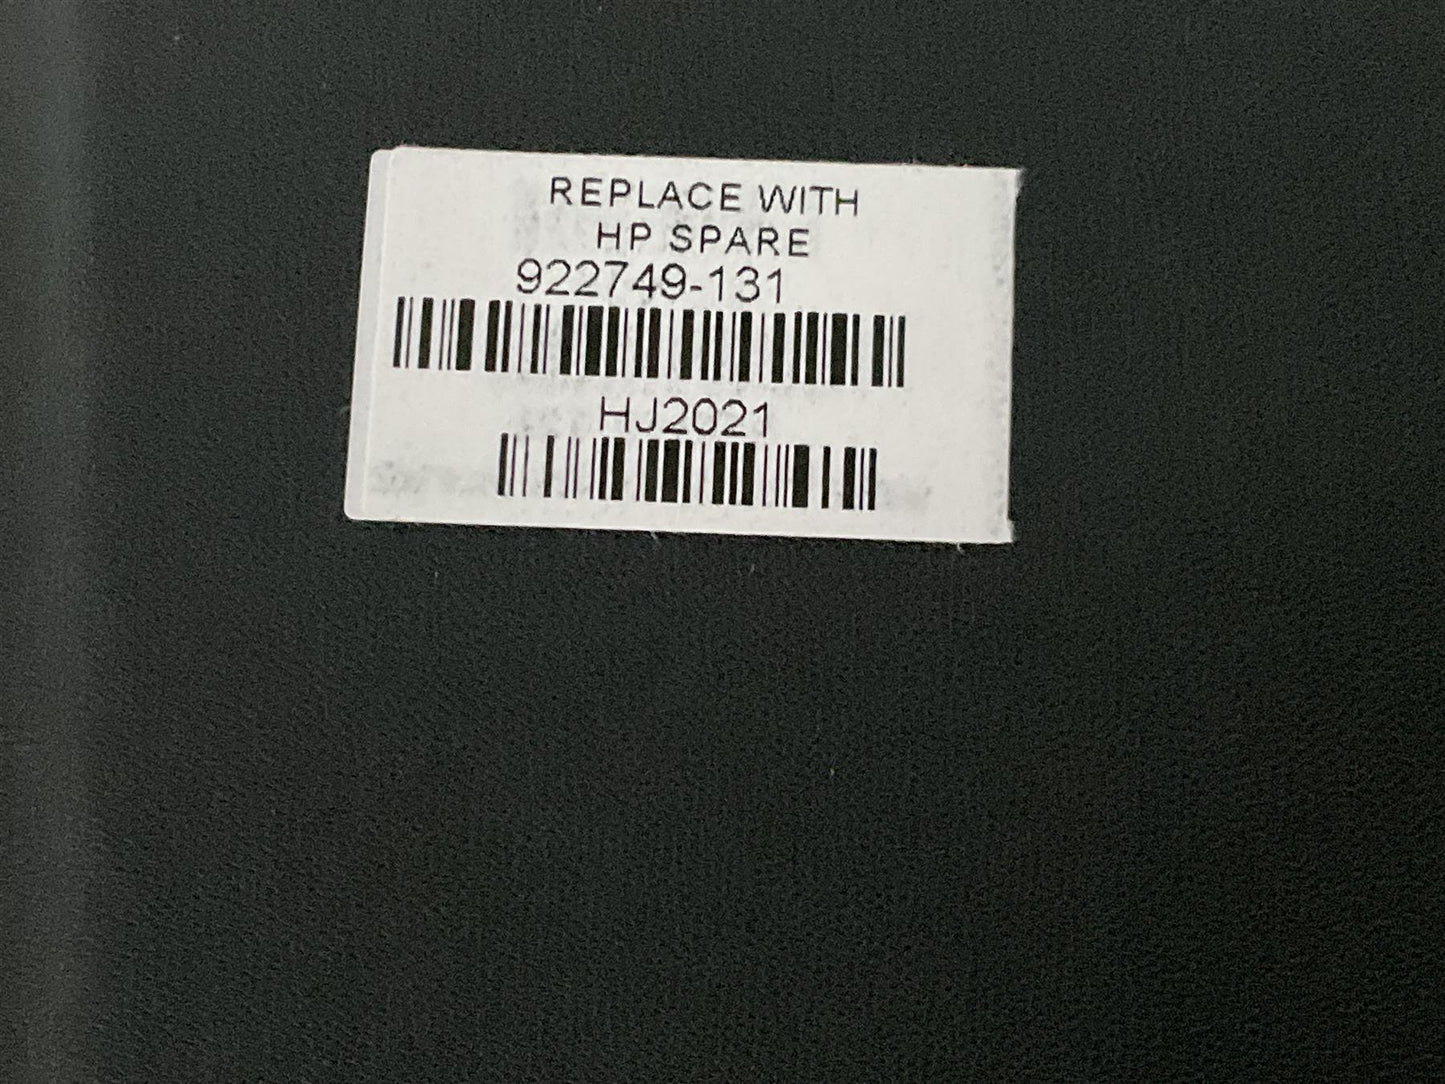 REPLACE WITH
HP SPARE
922749-131
HJ2021